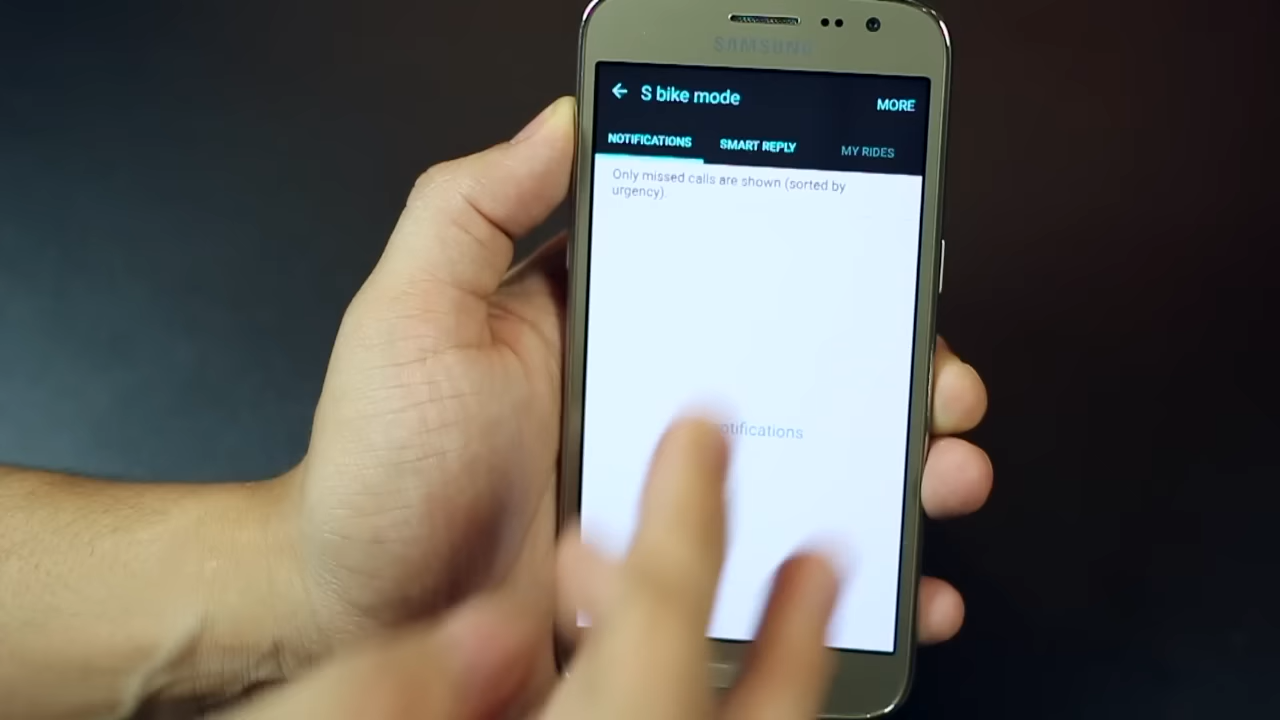 SAMSUNG
S bike mode
MORE
NOTIFICATIONS
SMART REPLY
MY RIDES
Only missed calls are shown (sorted by
urgency).